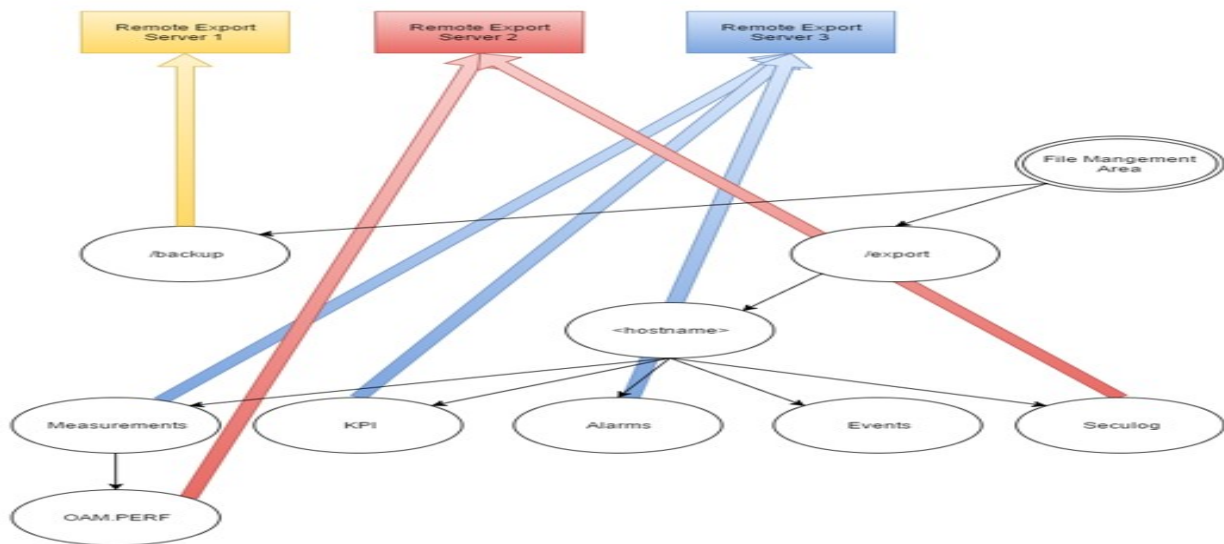 Remote Export
Server 1
Remote Export
Server 2
Remote Export
Server 3
File Mangement
Area
/backup
/export
<hostname>
Measurements
KPI
Alarms
Events
Seculog
OAM.PERF